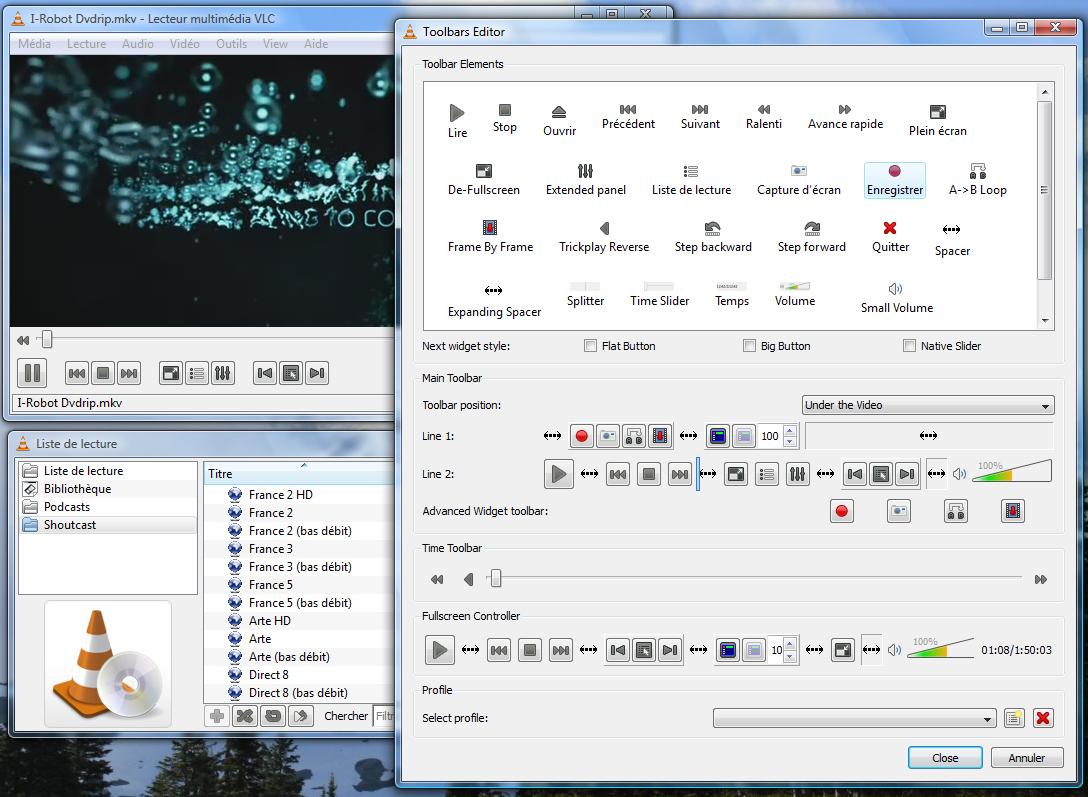 I-Robot Dvdrip.mkv - Lecteur multimédia VLC
Média Lecture Audio Vidéo Outils View Aide
I-Robot Dvdrip.mkv
Liste de lecture
Liste de lecture
Bibliothèque
Podcasts
Shoutcast
Titre
France 2 HD
France 2
France 2 (bas débit)
France 3
France 3 (bas débit)
France 5
France 5 (bas débit)
Arte HD
Arte
Arte (bas débit)
Direct 8
Direct 8 (bas débit)
Chercher Filtr
Toolbars Editor
Toolbar Elements
Lire Stop Ouvrir Précédent Suivant Ralenti Avance rapide Plein écran
De-Fullscreen Extended panel Liste de lecture Capture d'écran Enregistrer A->B Loop
Frame By Frame Trickplay Reverse Step backward Step forward Quitter Spacer
Expanding Spacer Splitter Time Slider Temps Volume Small Volume
Next widget style: Flat Button Big Button Native Slider
Main Toolbar
Toolbar position: Under the Video
Line 1: 100
Line 2: 100%
Advanced Widget toolbar:
Time Toolbar
Fullscreen Controller
10 100% 01:08/1:50:03
Profile
Select profile:
Close Annuler